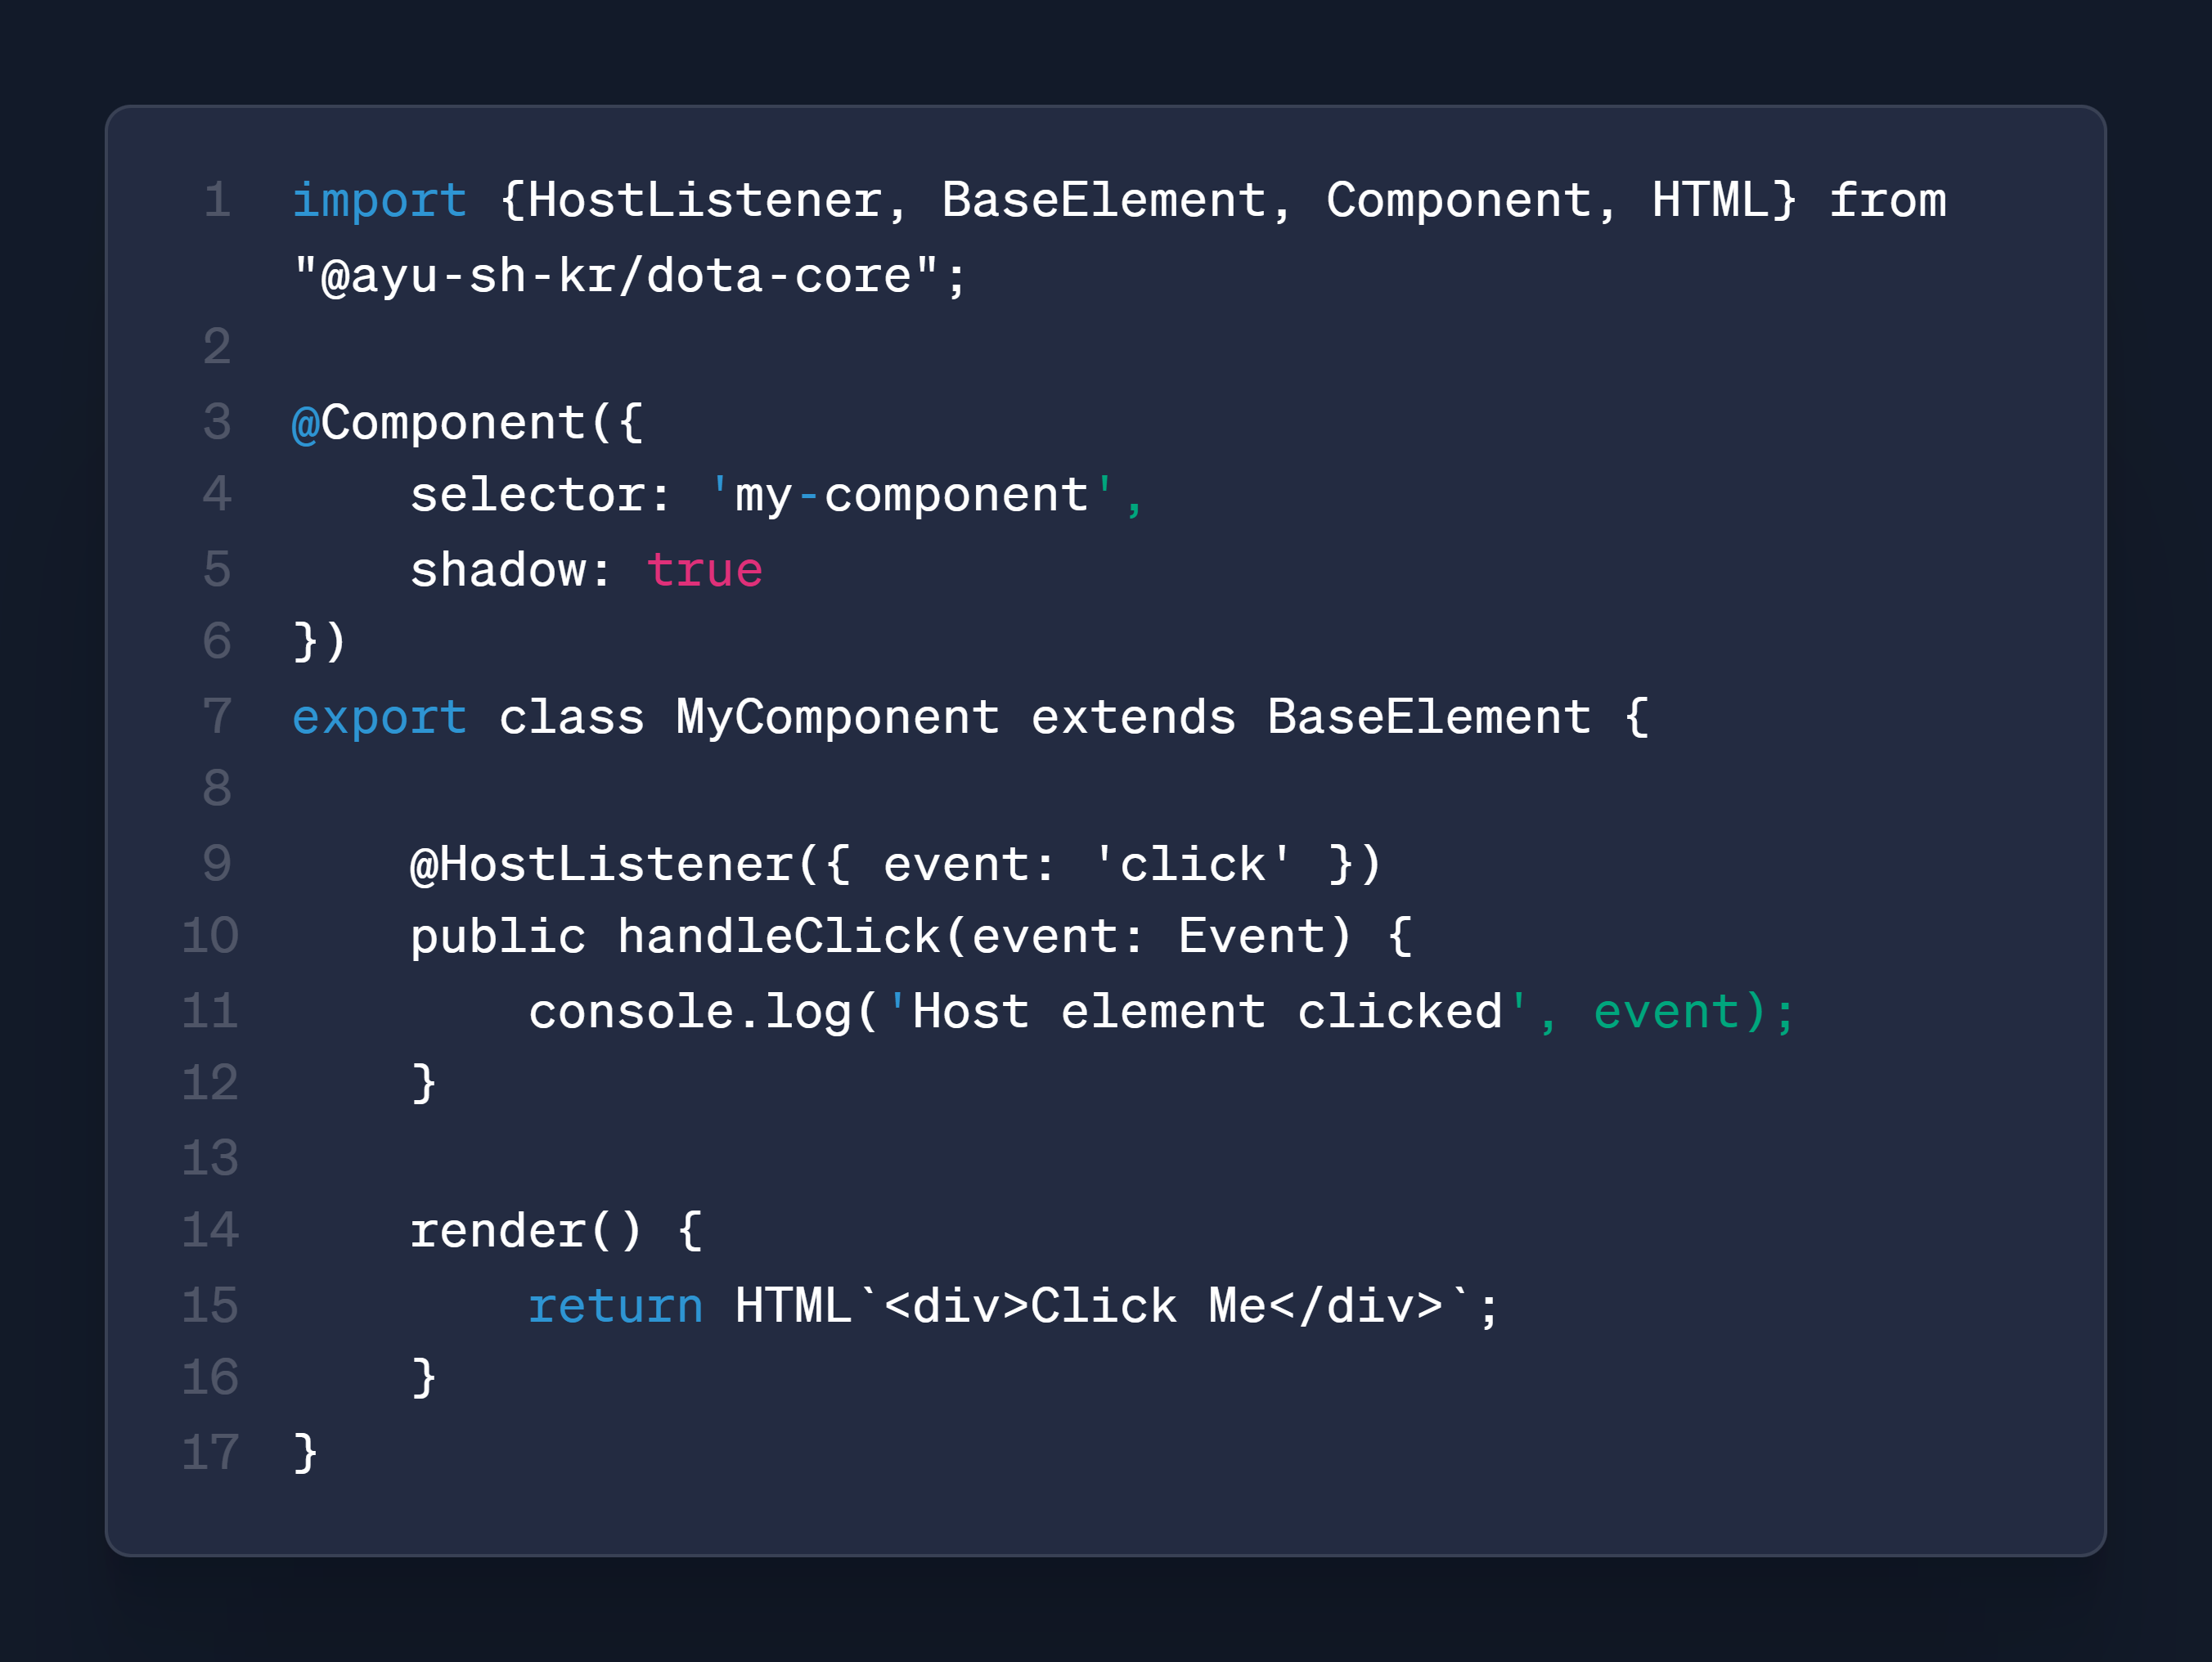 1 import {HostListener, BaseElement, Component, HTML} from
"@ayu-sh-kr/dota-core";
2
3 @Component({
4     selector: 'my-component',
5     shadow: true
6 })
7 export class MyComponent extends BaseElement {
8
9     @HostListener({ event: 'click' })
10     public handleClick(event: Event) {
11         console.log('Host element clicked', event);
12     }
13
14     render() {
15         return HTML`<div>Click Me</div>`;
16     }
17 }